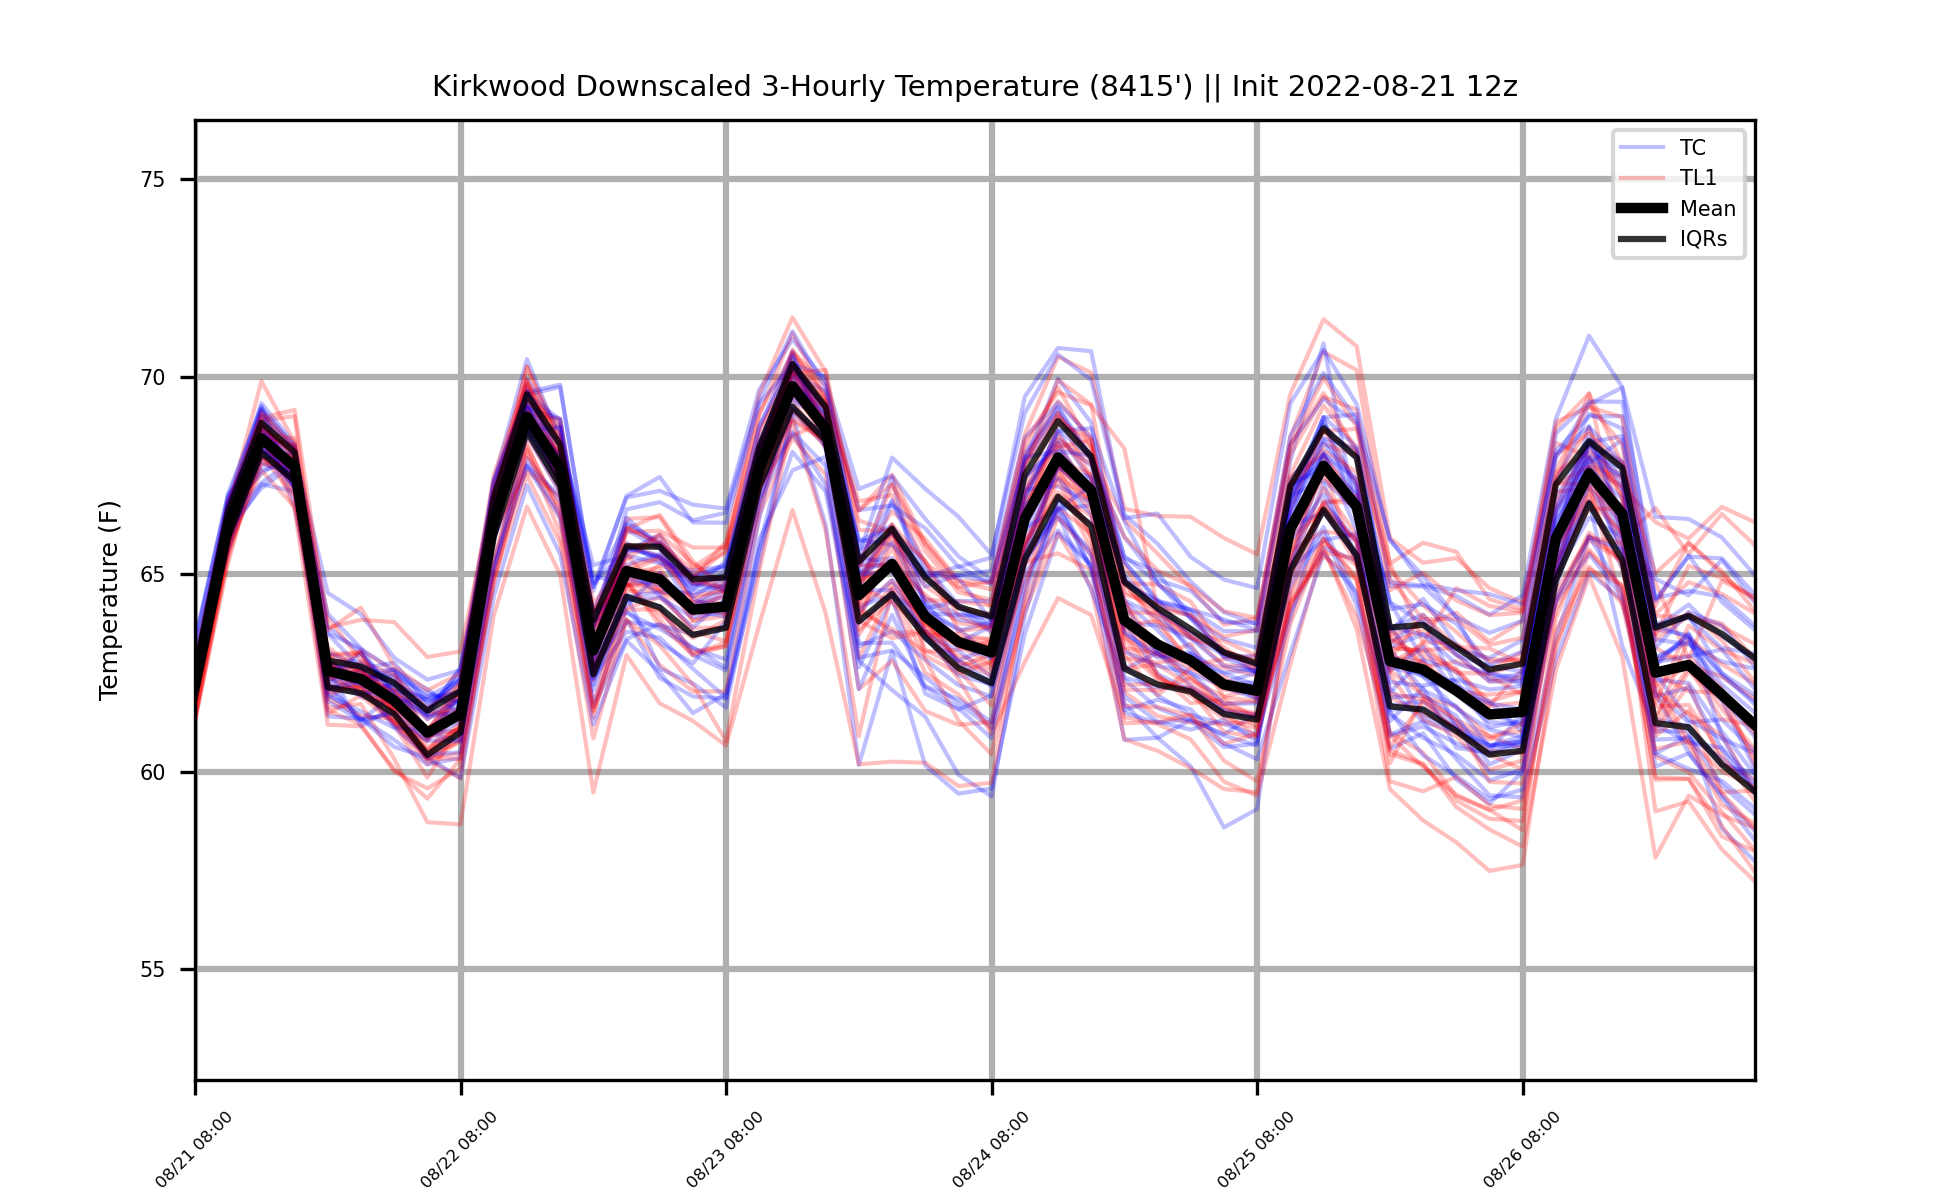 Kirkwood Downscaled 3-Hourly Temperature (8415') || Init 2022-08-21 12z
TC
TL1
Mean
IQRs
Temperature (F)
75
70
65
60
55
08/21 08:00
08/22 08:00
08/23 08:00
08/24 08:00
08/25 08:00
08/26 08:00